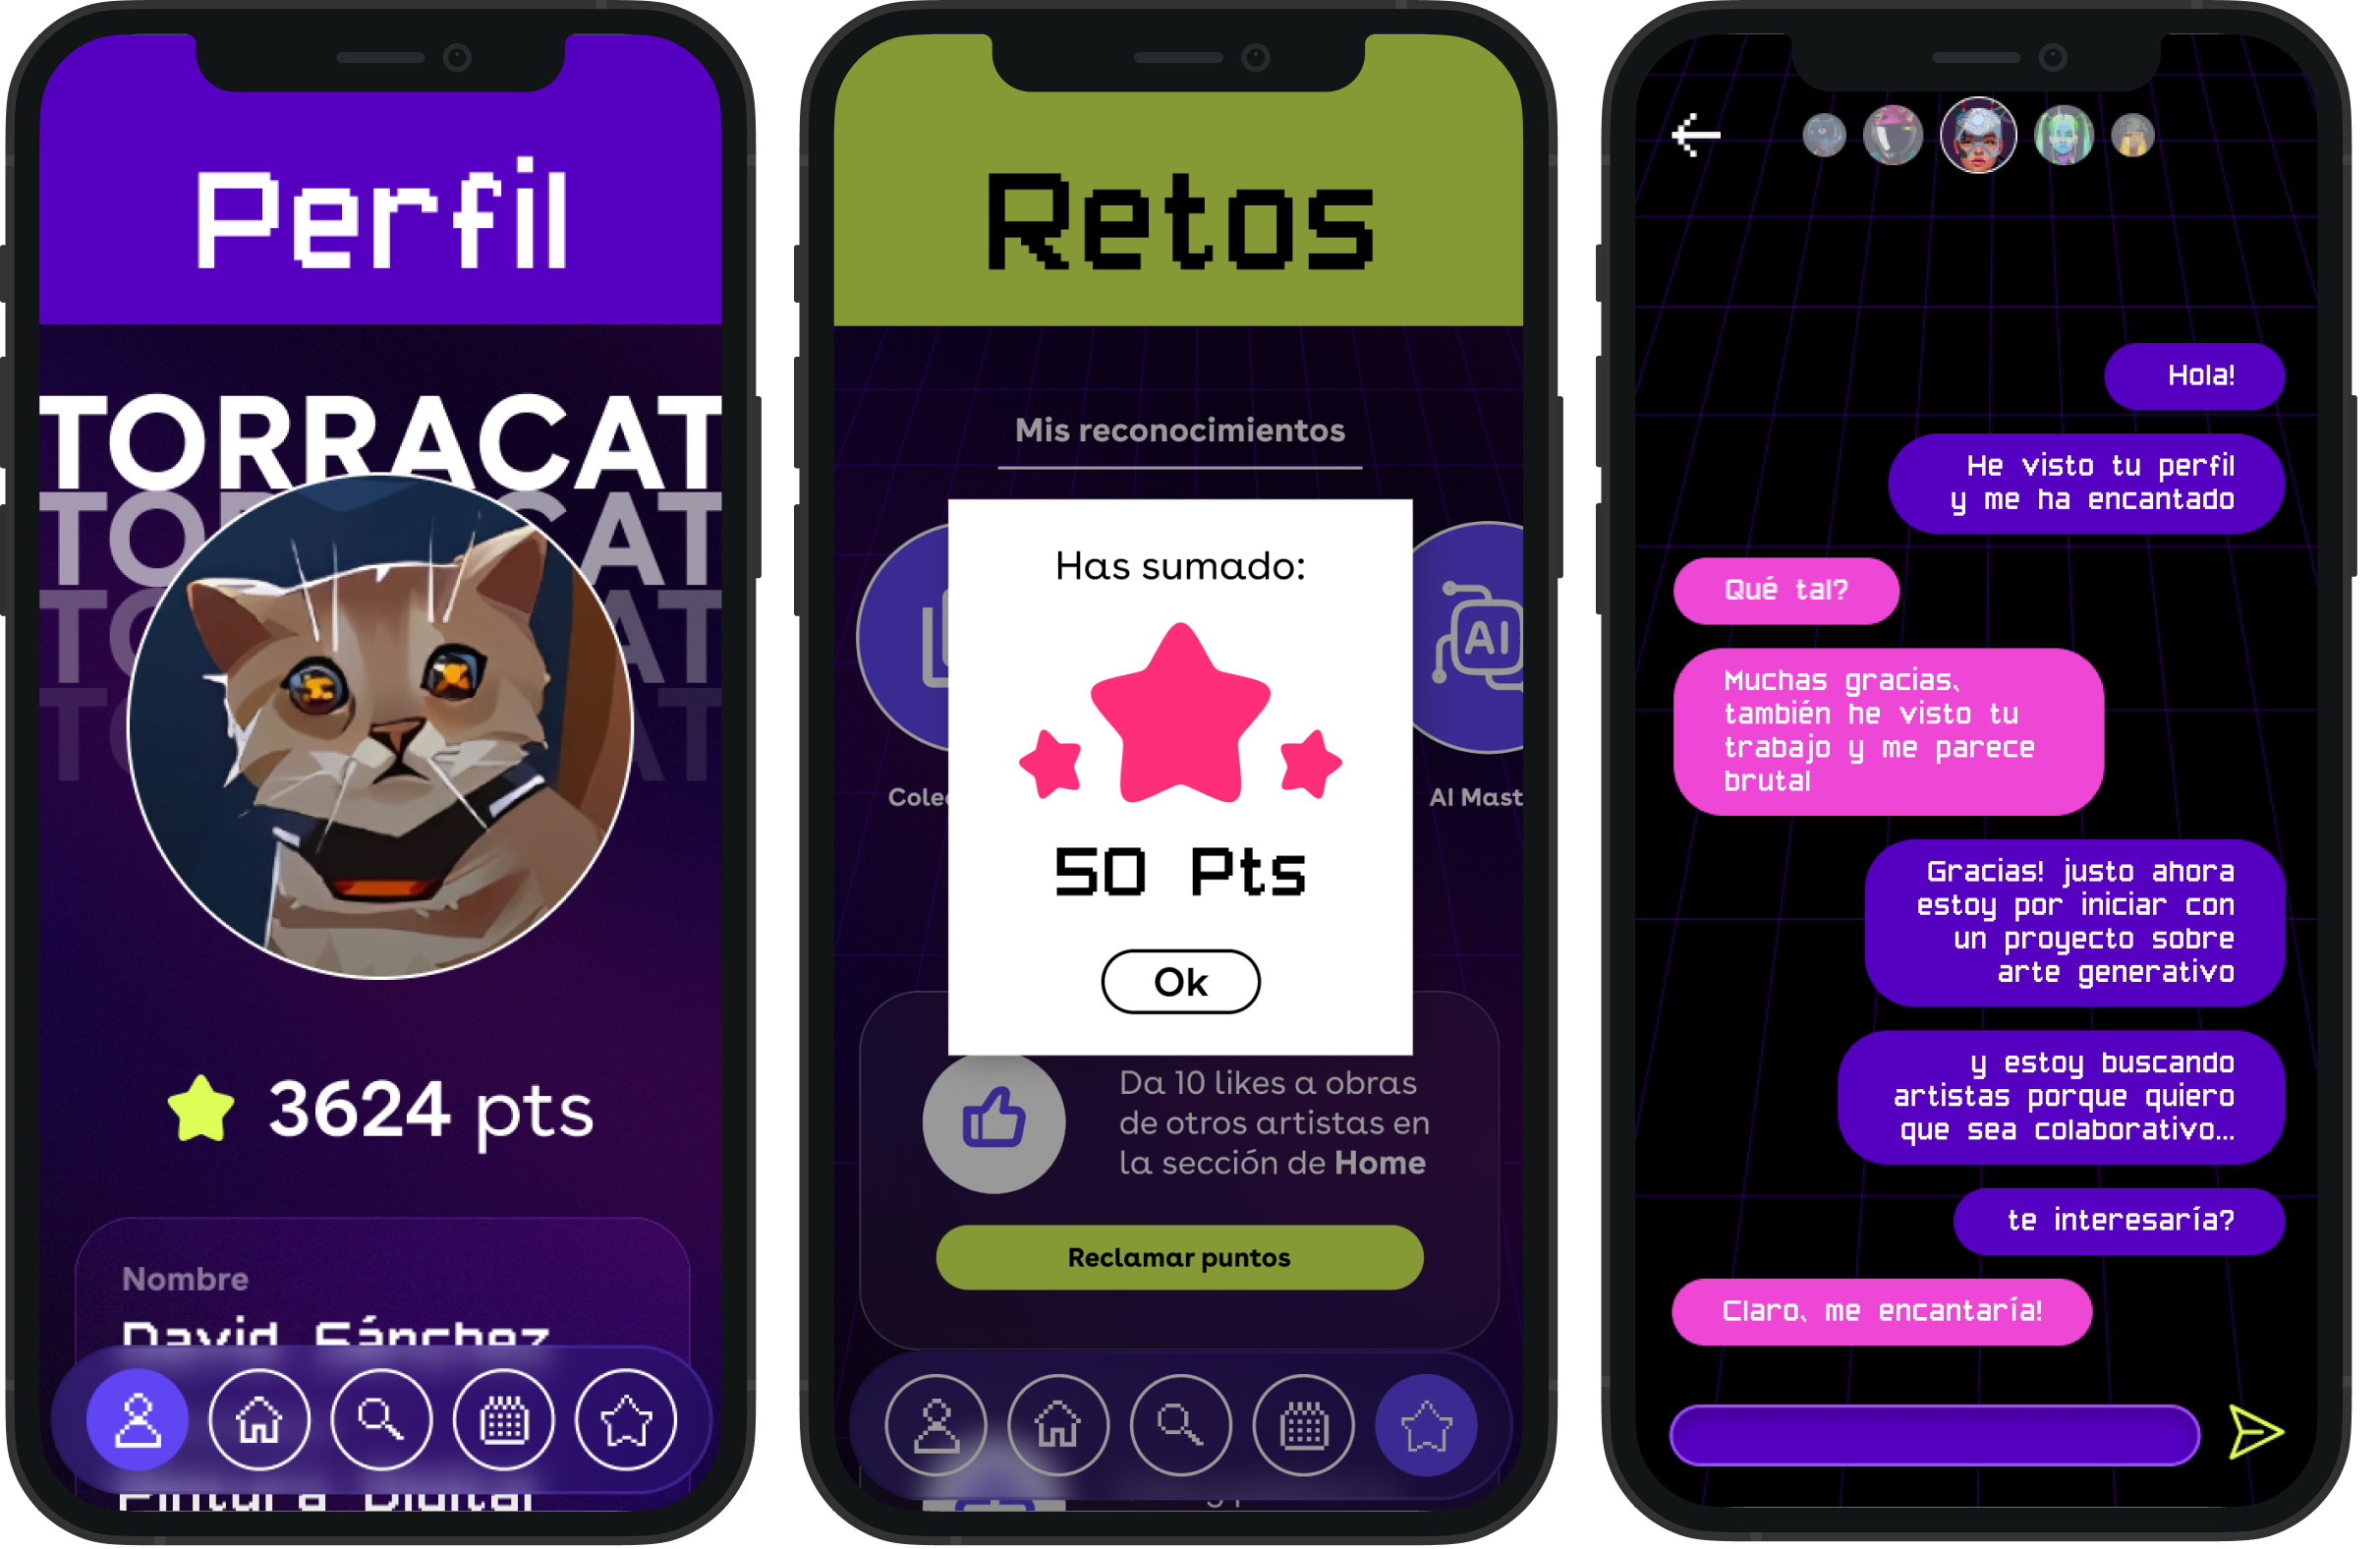 Perfil
TORRACAT
TORRACAT
TORRACAT
TORRACAT
3624 pts
Nombre
David Sánchez
Pintura Digital
Retos
Mis reconocimientos
Has sumado:
50 Pts
Ok
AI
AI Mast
Da 10 likes a obras
de otros artistas en
la sección de Home
Reclamar puntos
Hola!
He visto tu perfil
y me ha encantado
Qué tal?
Muchas gracias,
también he visto tu
trabajo y me parece
brutal
Gracias! justo ahora
estoy por iniciar con
un proyecto sobre
arte generativo
y estoy buscando
artistas porque quiero
que sea colaborativo...
te interesaría?
Claro, me encantaría!